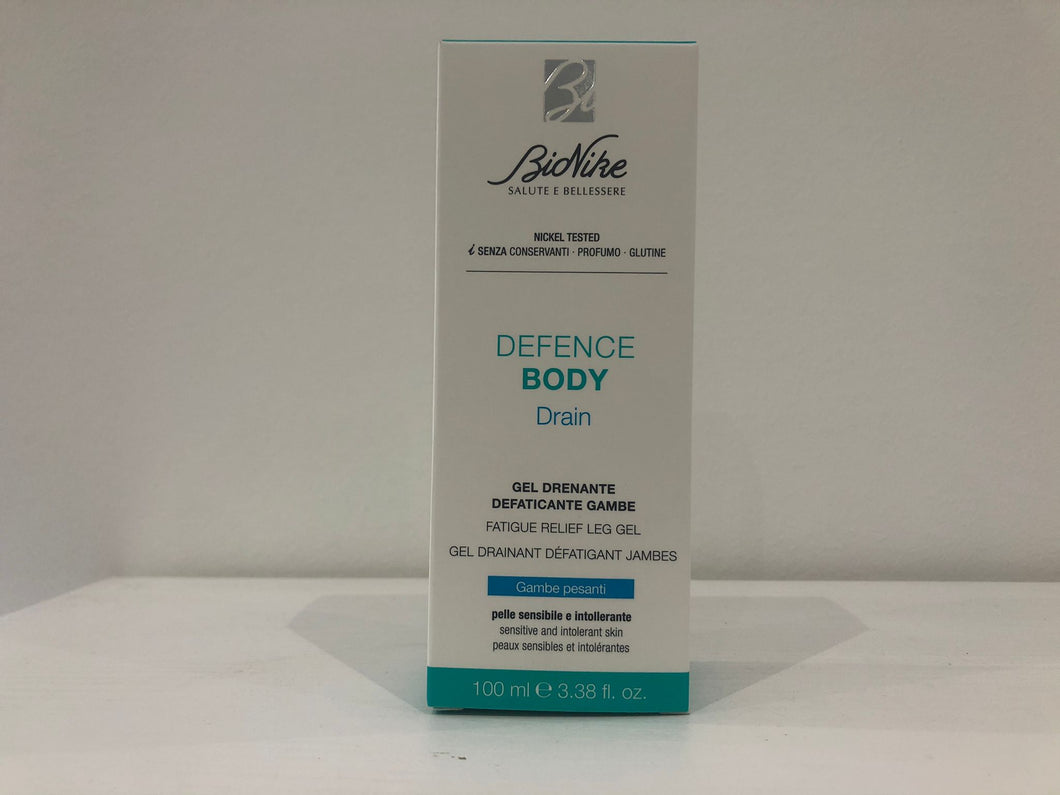 Bi
BioNike
SALUTE E BELLESSERE
NICKEL TESTED
i SENZA CONSERVANTI · PROFUMO · GLUTINE
DEFENCE
BODY
Drain
GEL DRENANTE
DEFATICANTE GAMBE
FATIGUE RELIEF LEG GEL
GEL DRAINANT DÉFATIGANT JAMBES
Gambe pesanti
pelle sensibile e intollerante
sensitive and intolerant skin
peaux sensibles et intolérantes
100 ml ℮ 3.38 fl. oz.